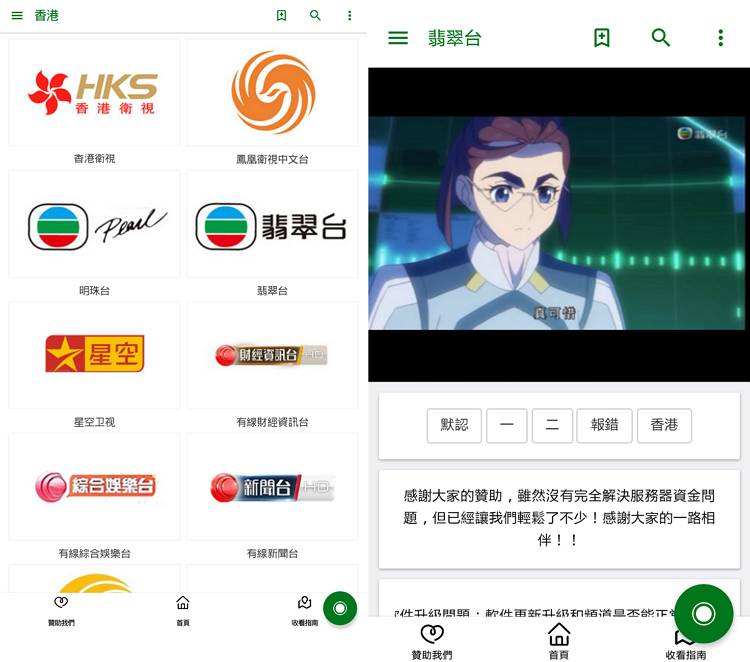 香港
HKS
香港衛視
香港衛視
鳳凰衛視中文台
Pearl
明珠台
翡翠台
翡翠台
星空
星空卫视
財經資訊台 HD
有線財經資訊台
綜合娛樂台
有線綜合娛樂台
新聞台 HD
有線新聞台
贊助我們
首頁
收看指南
翡翠台
翡翠台
真可惜
默認
一
二
報錯
香港
感謝大家的贊助，雖然沒有完全解決服務器資金問
題，但已經讓我們輕鬆了不少！感謝大家的一路相
伴！！
件升級問題：軟件更新升級和頻道是否能正常
贊助我們
首頁
收看指南